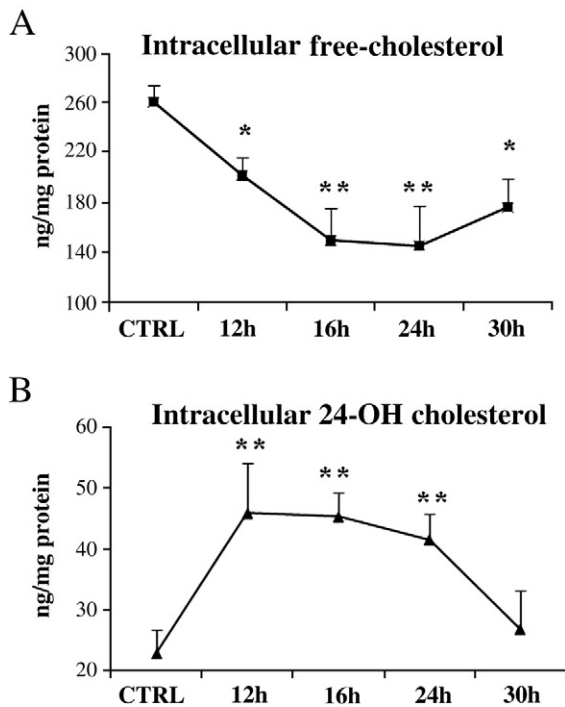 A
Intracellular free-cholesterol
ng/mg protein
300
260
220
180
140
100
*
**
**
*
CTRL 12h 16h 24h 30h
B
Intracellular 24-OH cholesterol
ng/mg protein
60
50
40
30
20
**
**
**
CTRL 12h 16h 24h 30h